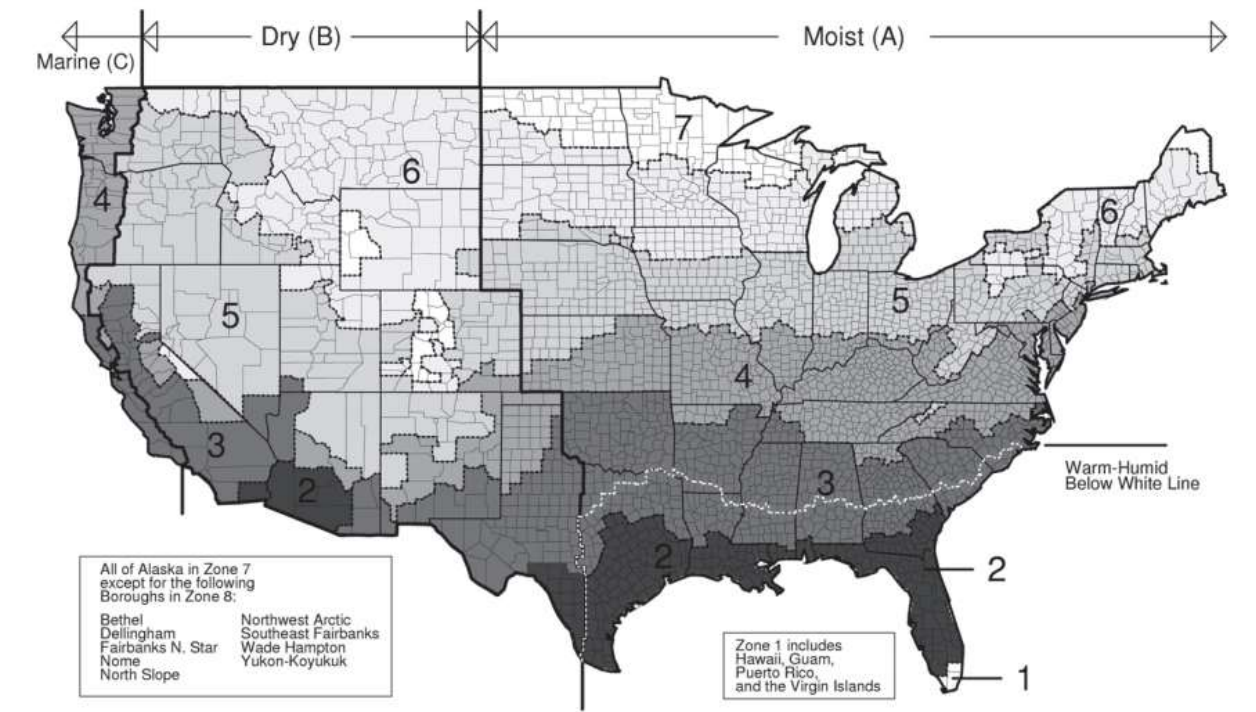 Marine (C)
Dry (B)
Moist (A)
7
6
4
6
5
5
4
3
2
3
2
2
1
Warm-Humid
Below White Line
All of Alaska in Zone 7
except for the following
Boroughs in Zone 8:
Bethel
Dellingham
Fairbanks N. Star
Nome
North Slope
Northwest Arctic
Southeast Fairbanks
Wade Hampton
Yukon-Koyukuk
Zone 1 includes
Hawaii, Guam,
Puerto Rico,
and the Virgin Islands